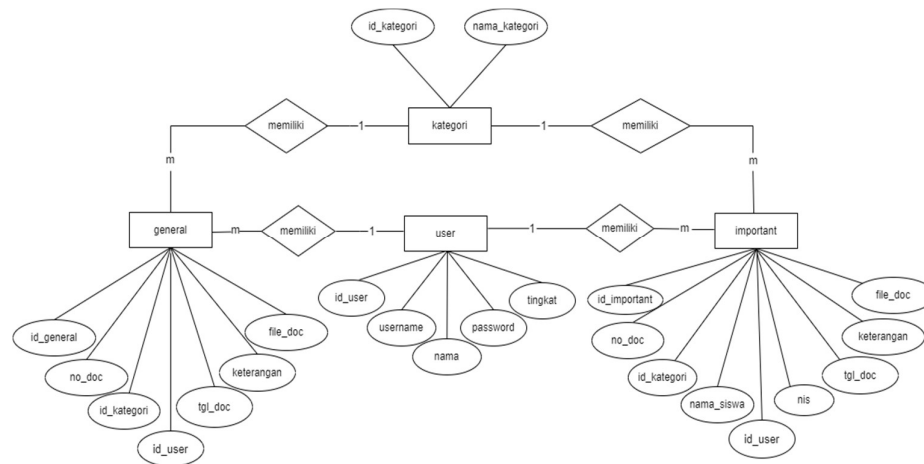 id_kategori
nama_kategori
memiliki
1
kategori
1
memiliki
m
m
general
m
memiliki
1
user
1
memiliki
m
important
id_user
username
nama
password
tingkat
id_general
no_doc
id_kategori
id_user
tgl_doc
keterangan
file_doc
id_important
no_doc
id_kategori
nama_siswa
id_user
nis
tgl_doc
keterangan
file_doc